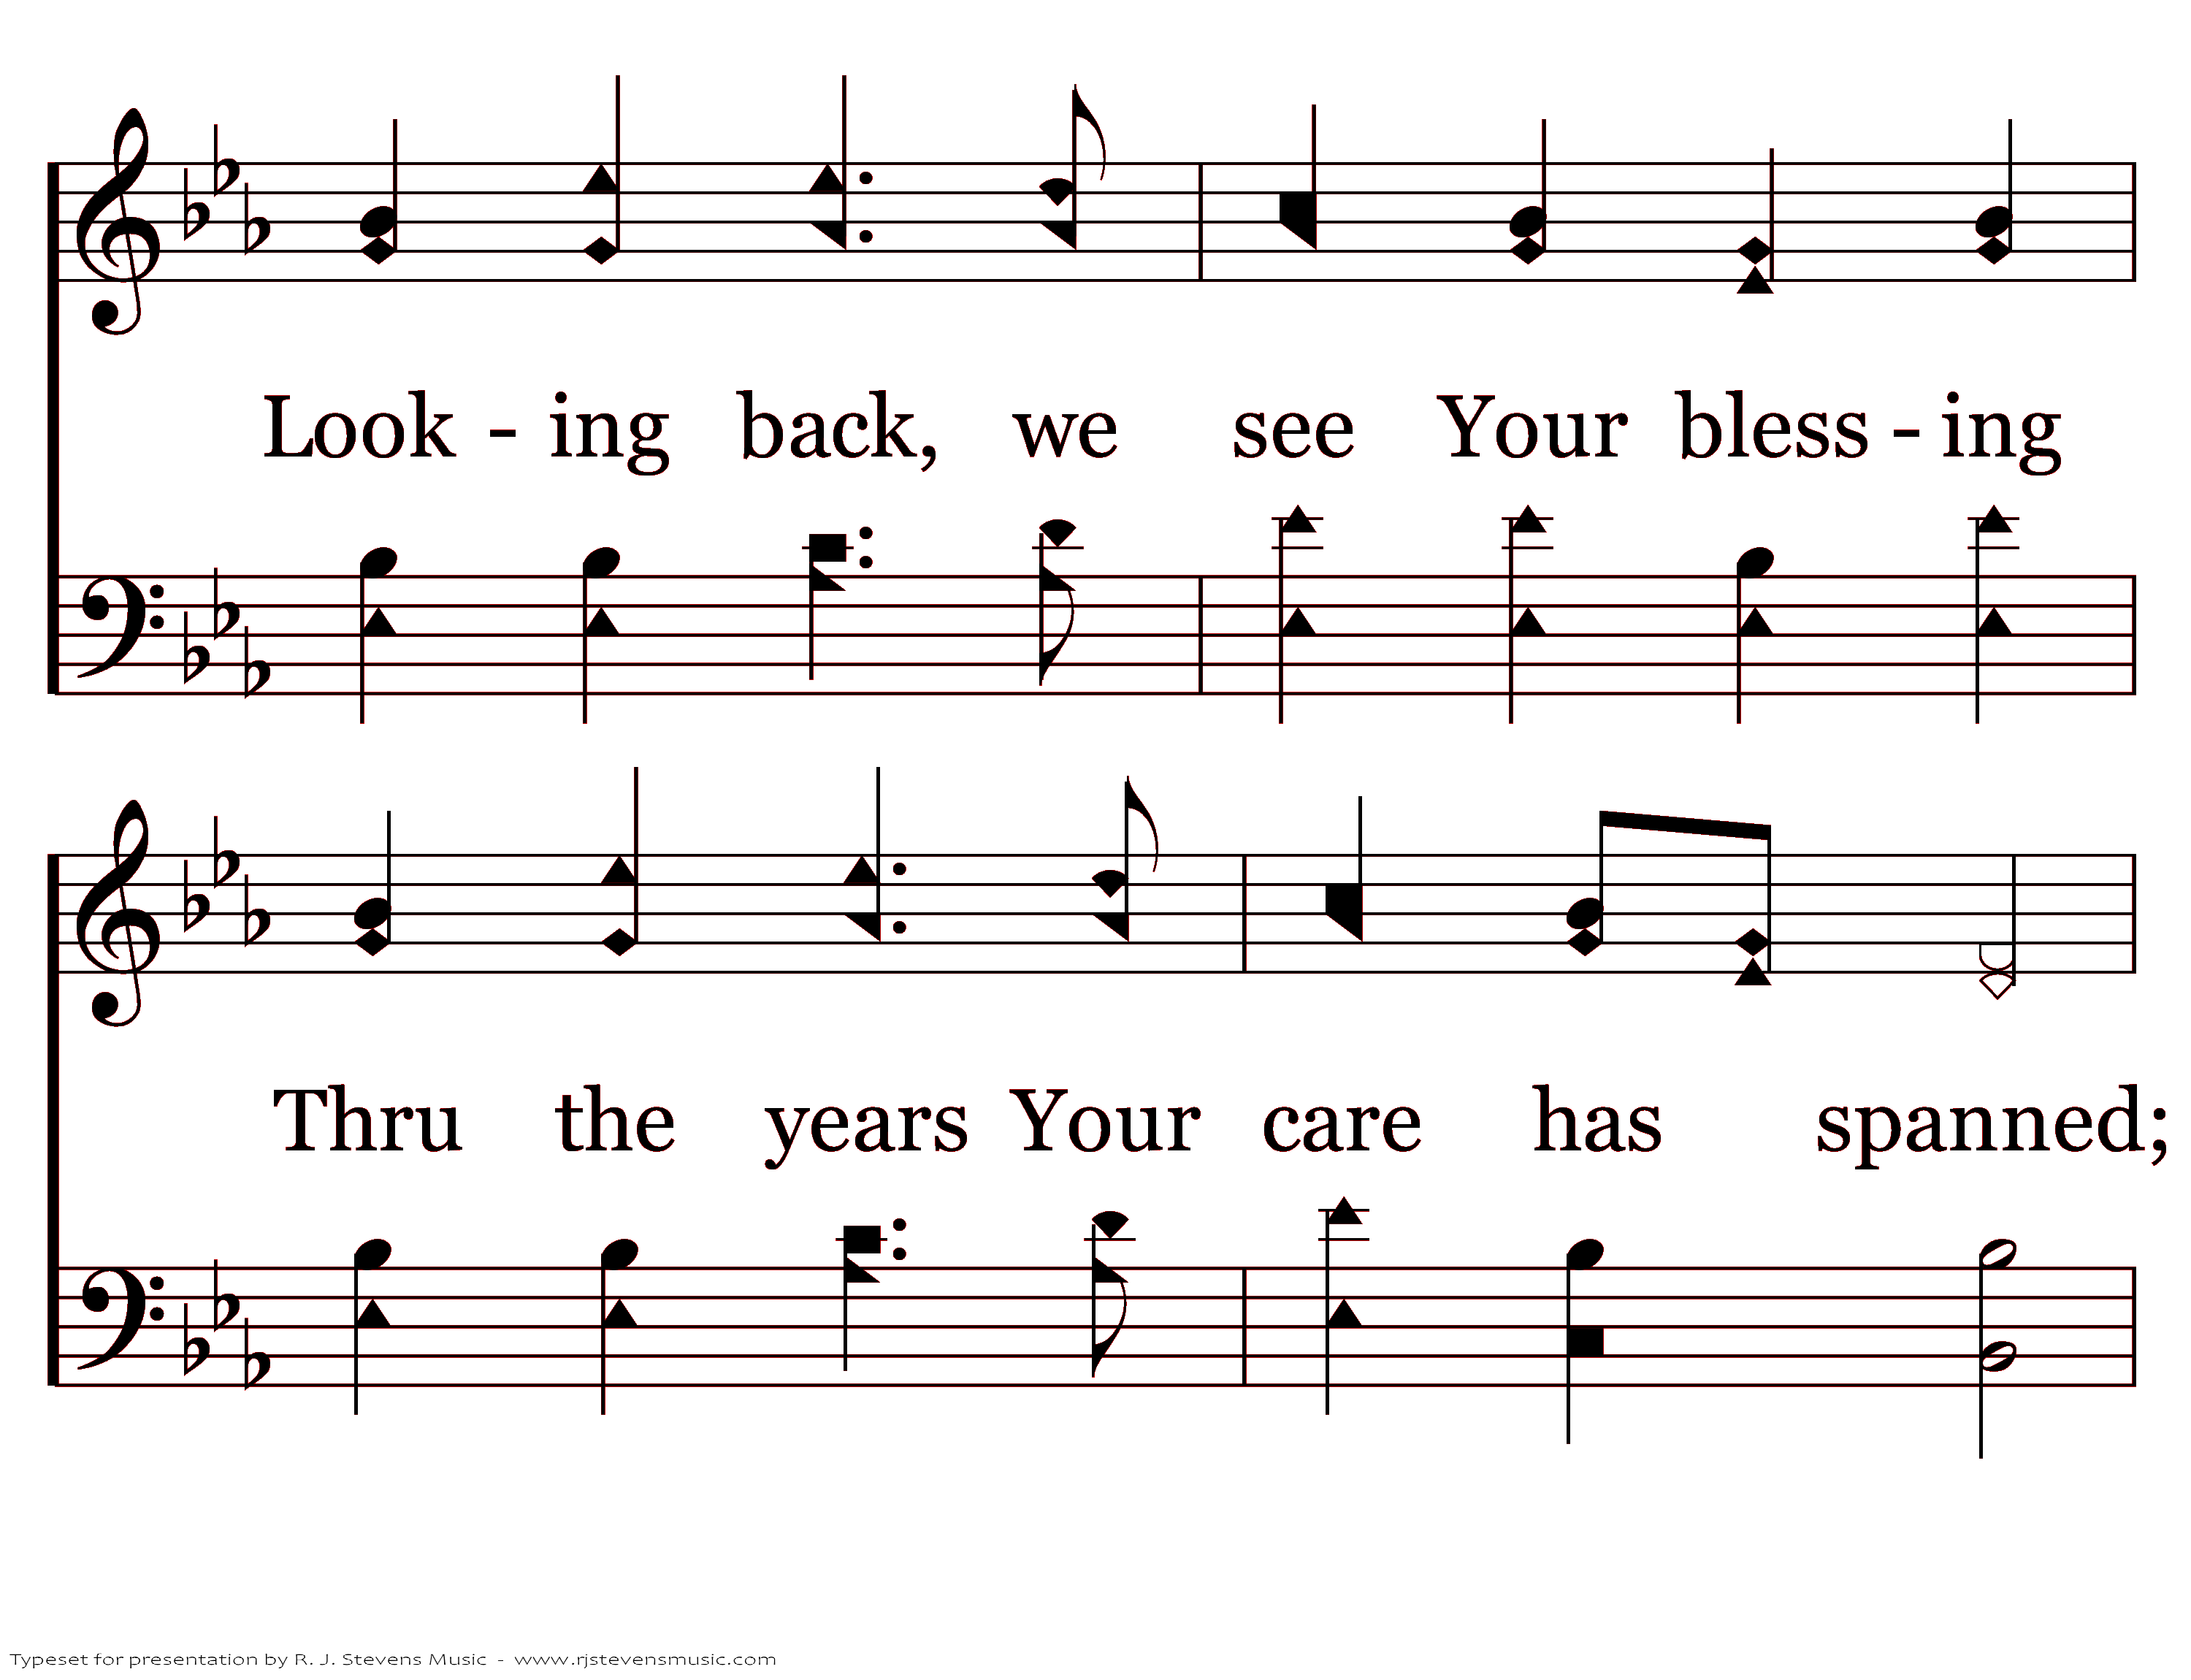 Look - ing back, we see Your bless - ing
Thru the years Your care has spanned;
Typeset for presentation by R. J. Stevens Music - www.rjstevensmusic.com